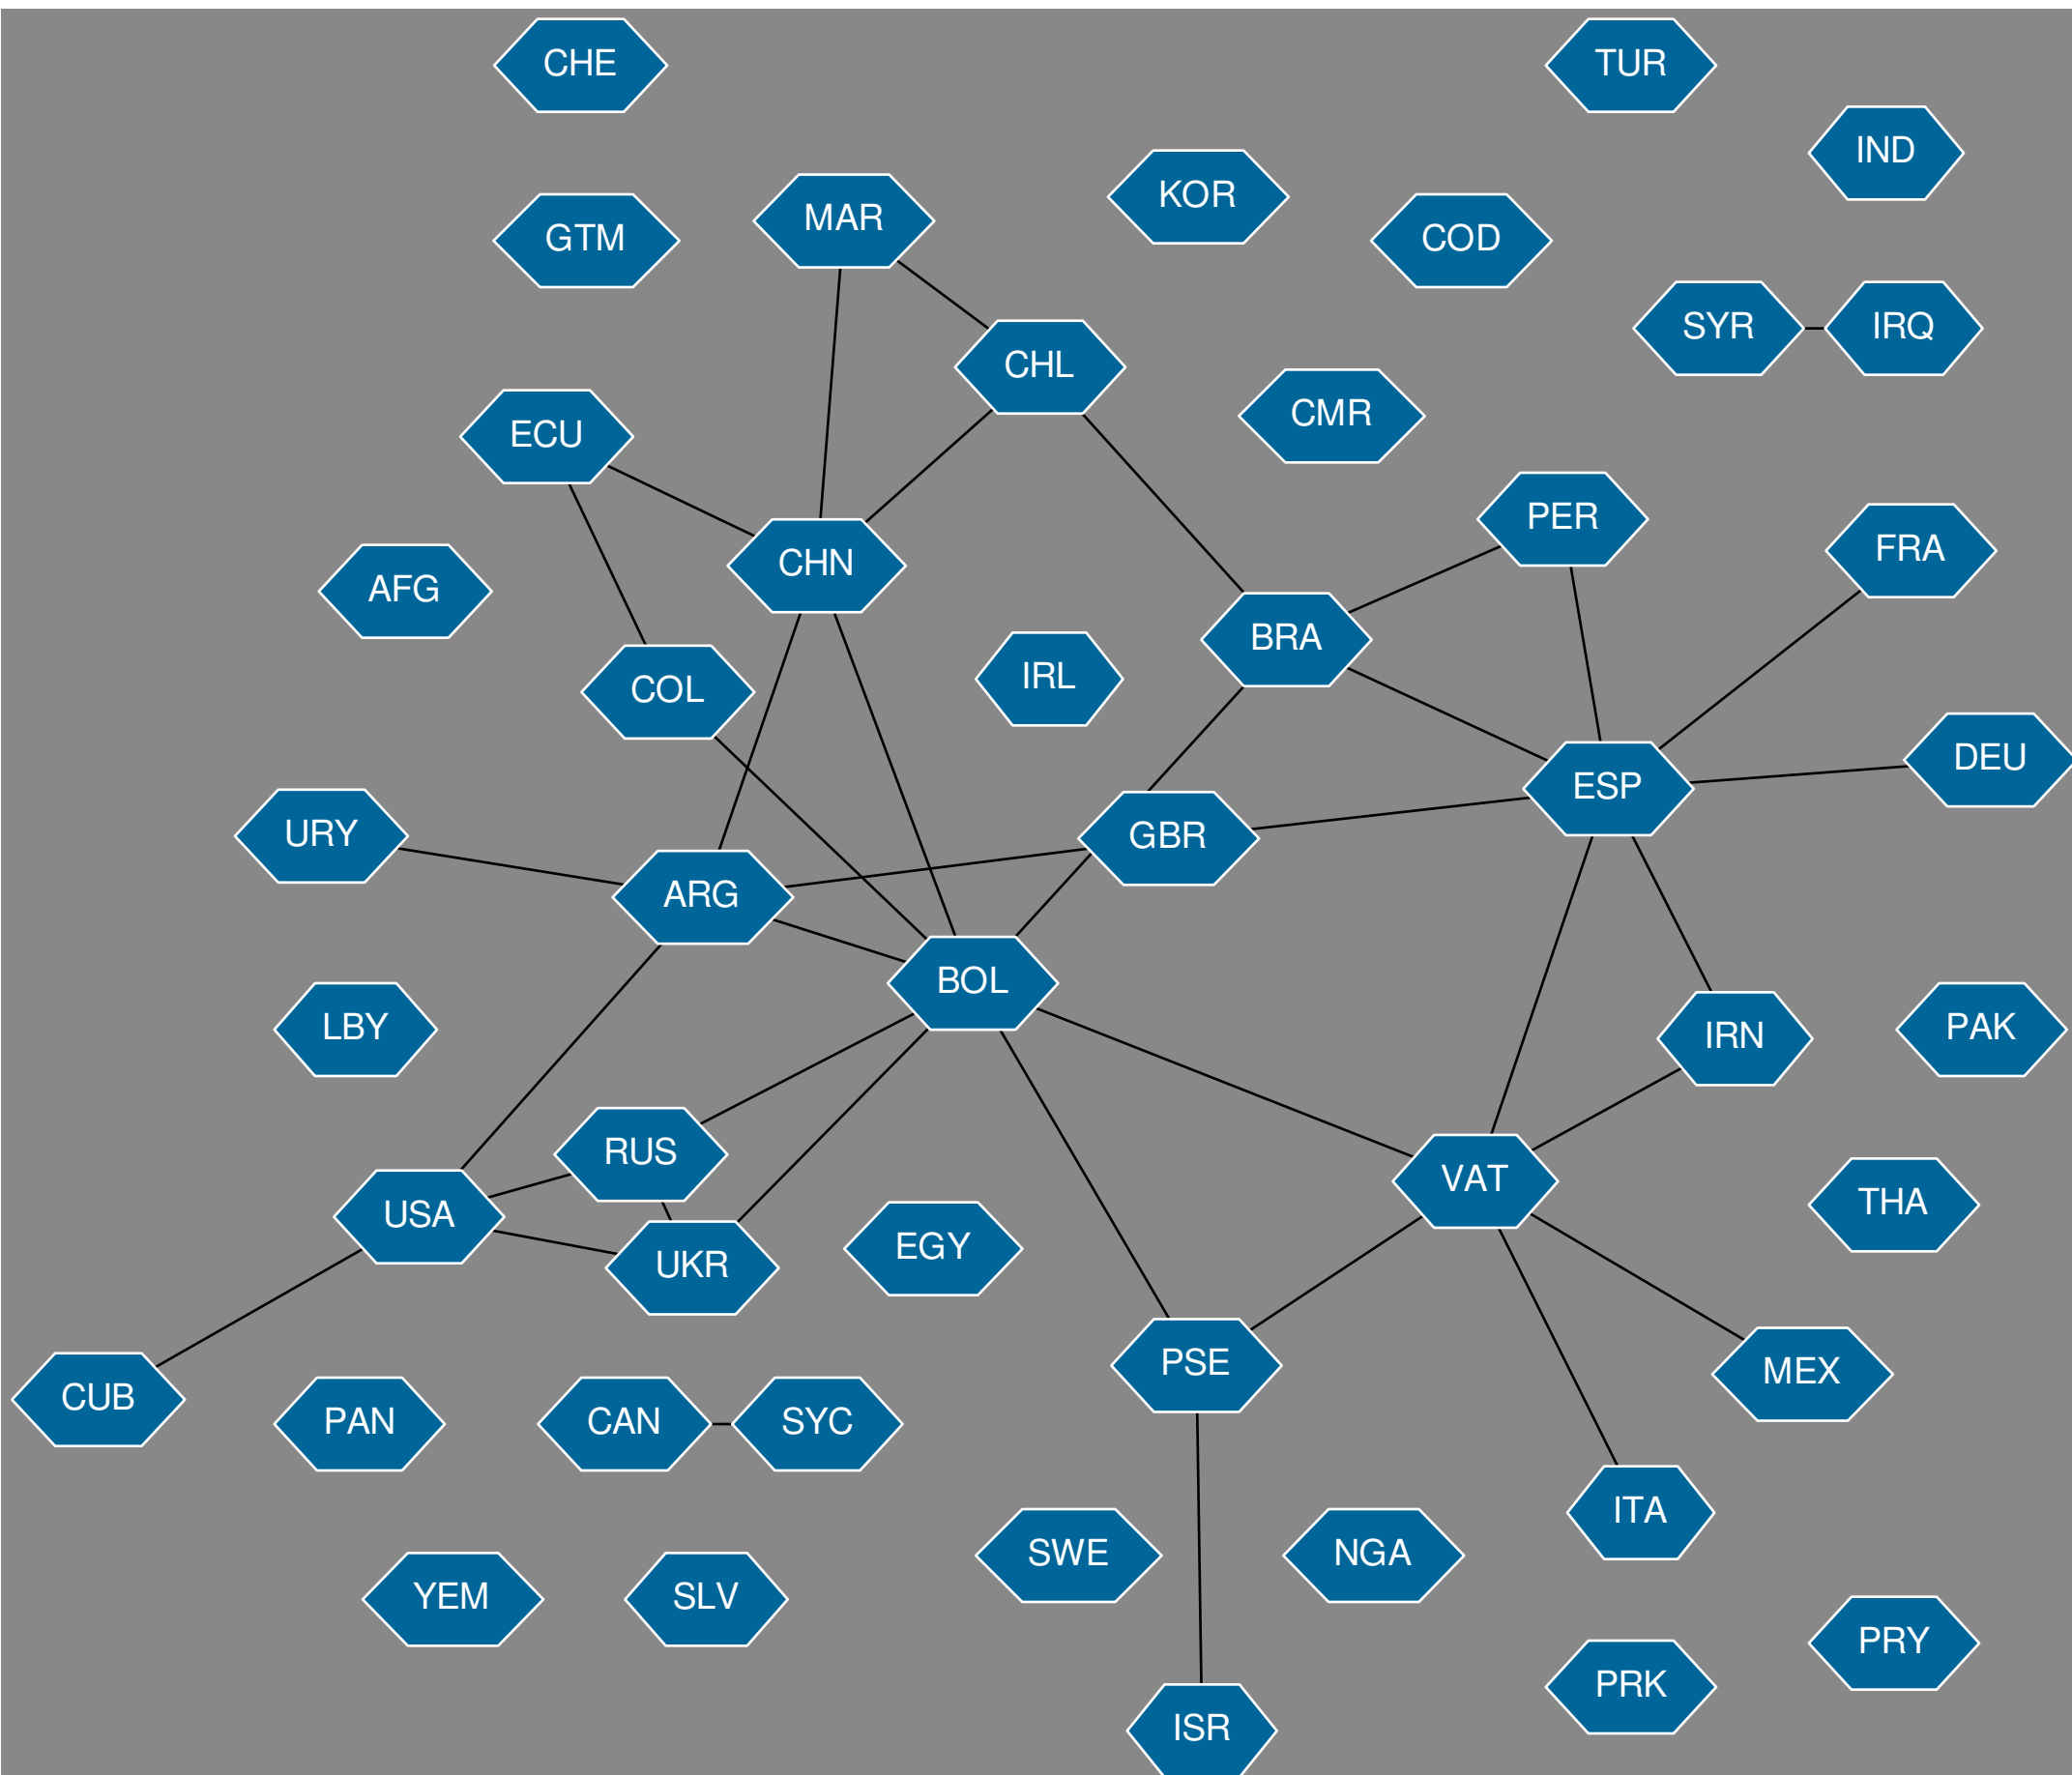 CHE
TUR
IND
KOR
MAR
GTM
COD
SYR
IRQ
CHL
CMR
ECU
PER
FRA
CHN
AFG
BRA
IRL
COL
DEU
ESP
URY
GBR
ARG
BOL
LBY
PAK
IRN
RUS
VAT
THA
USA
EGY
UKR
PSE
MEX
CUB
PAN
CAN
SYC
ITA
SWE
NGA
YEM
SLV
PRY
PRK
ISR